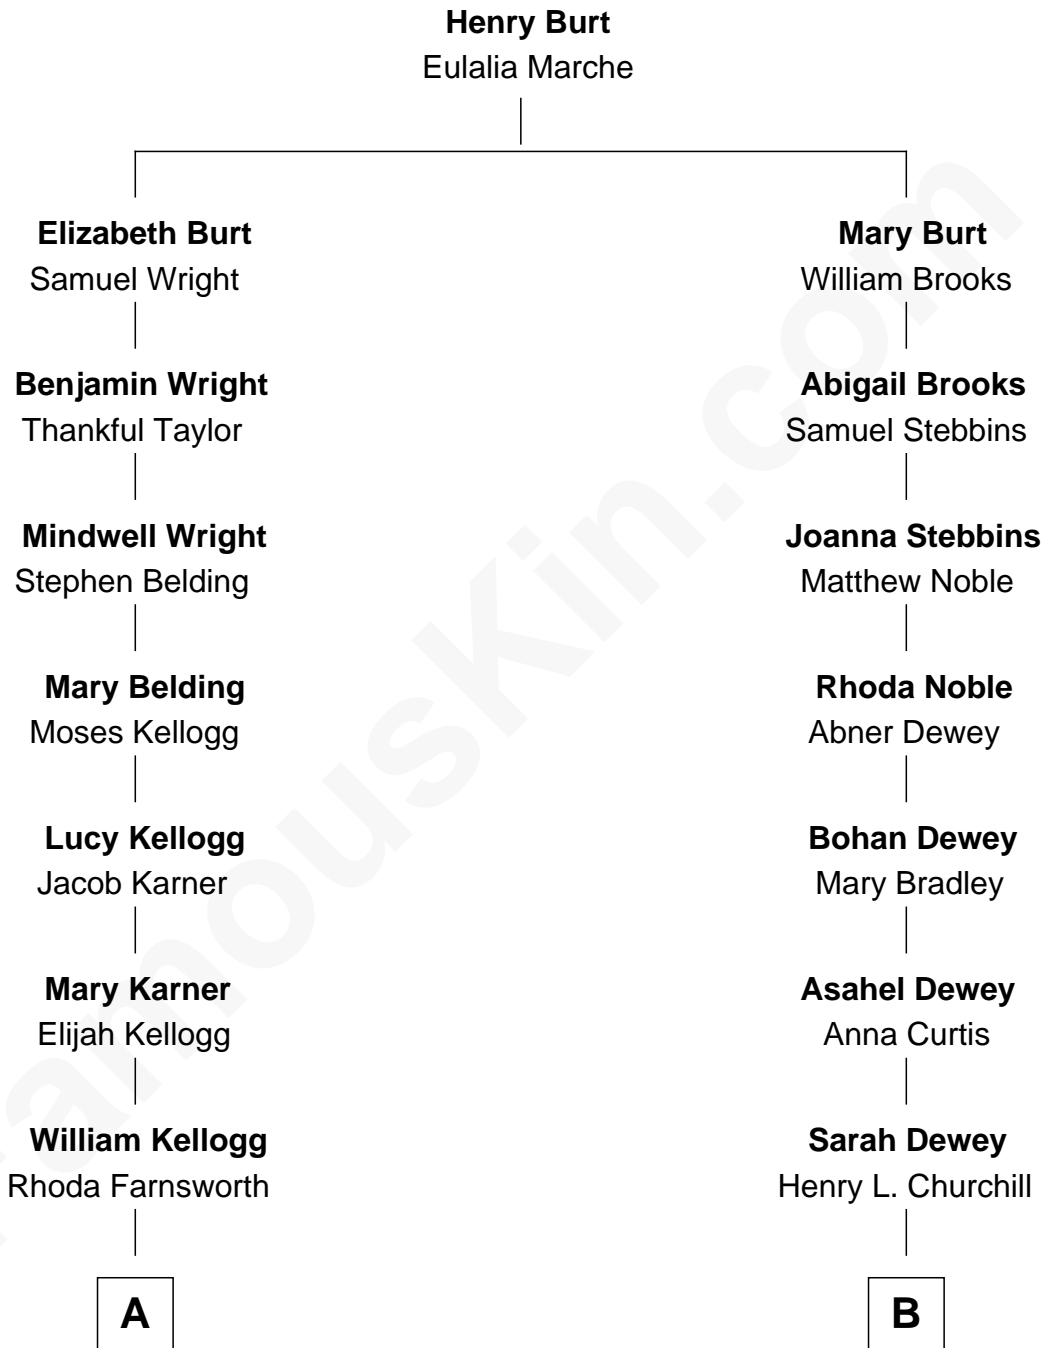 Henry Burt
Eulalia Marche
Elizabeth Burt
Samuel Wright
Mary Burt
William Brooks
Benjamin Wright
Thankful Taylor
Abigail Brooks
Samuel Stebbins
Mindwell Wright
Stephen Belding
Joanna Stebbins
Matthew Noble
Mary Belding
Moses Kellogg
Rhoda Noble
Abner Dewey
Lucy Kellogg
Jacob Karner
Bohan Dewey
Mary Bradley
Mary Karner
Elijah Kellogg
Asahel Dewey
Anna Curtis
William Kellogg
Rhoda Farnsworth
Sarah Dewey
Henry L. Churchill
A
B
FamousKin.com